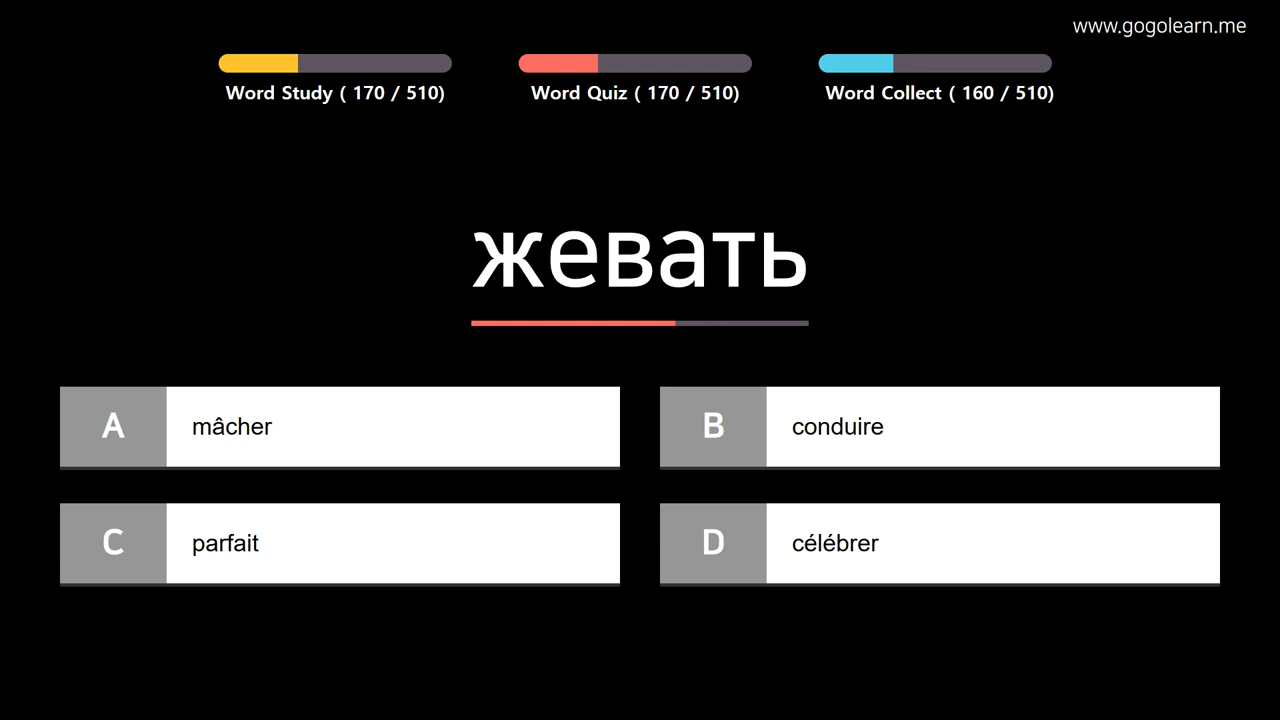 www.gogolearn.me
Word Study ( 170 / 510)
Word Quiz ( 170 / 510)
Word Collect ( 160 / 510)
жевать
A mâcher
B conduire
C parfait
D célébrer